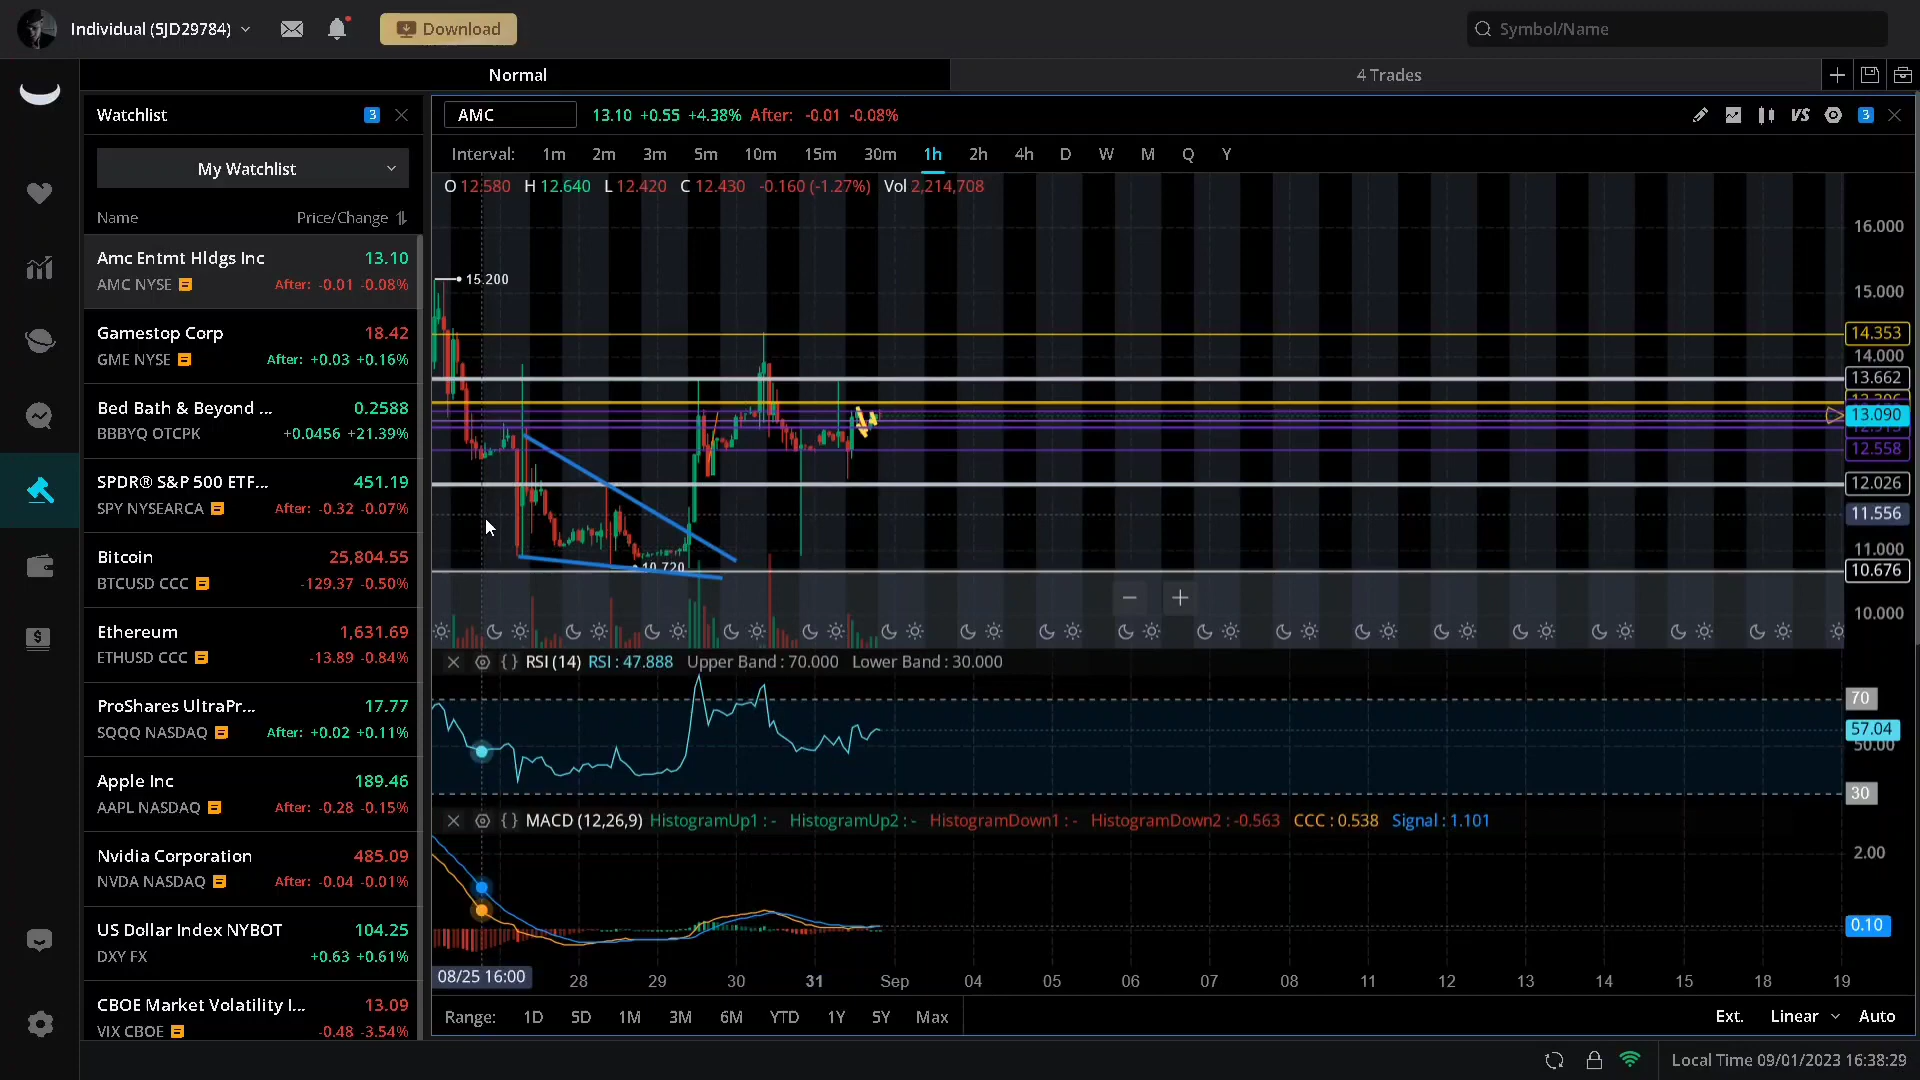 Individual (5JD29784)
Download
Symbol/Name
Normal
4 Trades
Watchlist
3
My Watchlist
Name Price/Change
Amc Entmt Hldgs Inc 13.10
AMC NYSE After: -0.01 -0.08%
Gamestop Corp 18.42
GME NYSE After: +0.03 +0.16%
Bed Bath & Beyond ... 0.2588
BBBYQ OTCPK +0.0456 +21.39%
SPDR® S&P 500 ETF... 451.19
SPY NYSEARCA After: -0.32 -0.07%
Bitcoin 25,804.55
BTCUSD CCC -129.37 -0.50%
Ethereum 1,631.69
ETHUSD CCC -13.89 -0.84%
ProShares UltraPr... 17.77
SQQQ NASDAQ After: +0.02 +0.11%
Apple Inc 189.46
AAPL NASDAQ After: -0.28 -0.15%
Nvidia Corporation 485.09
NVDA NASDAQ After: -0.04 -0.01%
US Dollar Index NYBOT 104.25
DXY FX +0.63 +0.61%
CBOE Market Volatility I... 13.09
VIX CBOE -0.48 -3.54%
AMC 13.10 +0.55 +4.38% After: -0.01 -0.08%
VS
3
Interval: 1m 2m 3m 5m 10m 15m 30m 1h 2h 4h D W M Q Y
O 12.580 H 12.640 L 12.420 C 12.430 -0.160 (-1.27%) Vol 2,214,708
16.000
15.200
15.000
14.353
14.000
13.662
13.090
12.558
12.026
11.556
11.000
10.720
10.676
10.000
RSI (14) RSI : 47.888 Upper Band : 70.000 Lower Band : 30.000
70
57.04
50.00
30
MACD (12,26,9) HistogramUp1 : - HistogramUp2 : - HistogramDown1 : - HistogramDown2 : -0.563 CCC : 0.538 Signal : 1.101
2.00
0.10
08/25 16:00 28 29 30 31 Sep 04 05 06 07 08 11 12 13 14 15 18 19
Range: 1D 5D 1M 3M 6M YTD 1Y 5Y Max
Ext. Linear Auto
Local Time 09/01/2023 16:38:29